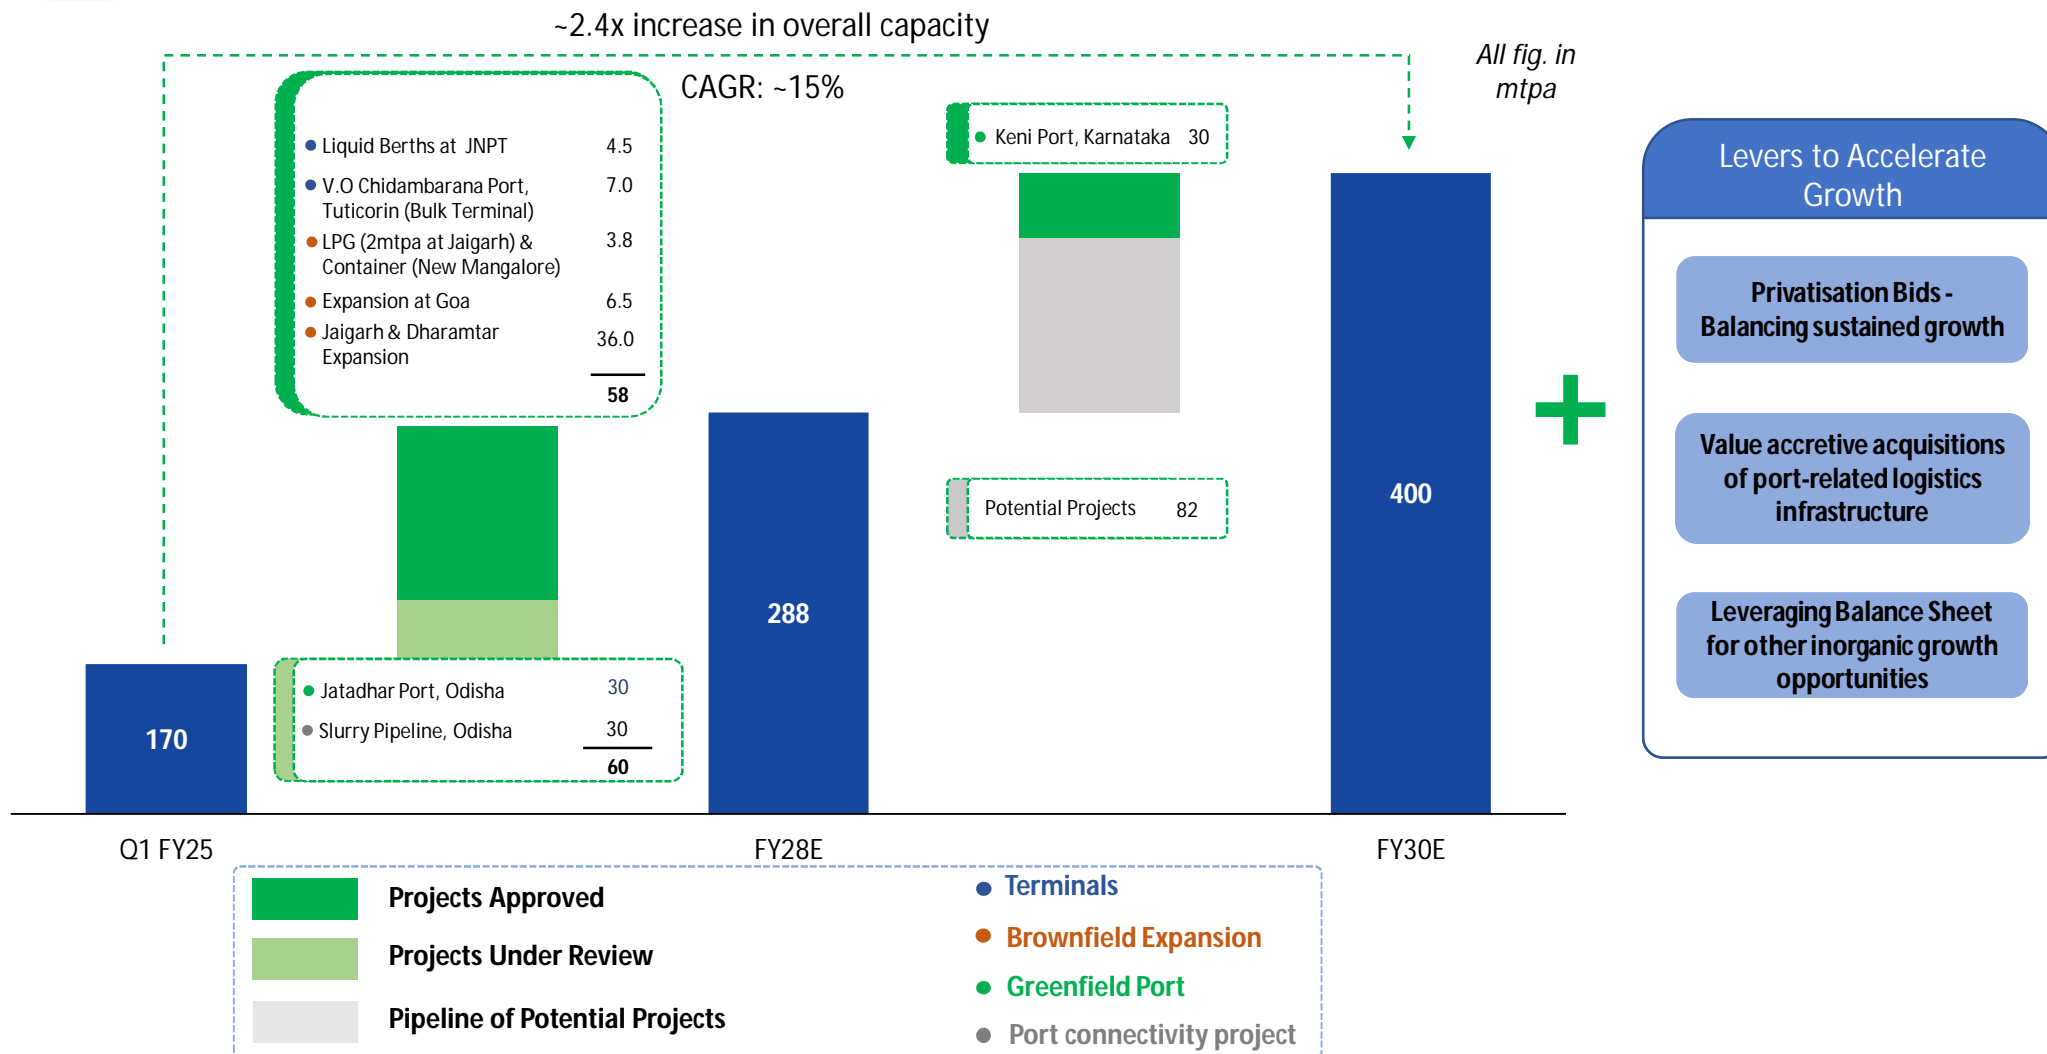 ~2.4x increase in overall capacity
CAGR: ~15%
All fig. in
mtpa
Liquid Berths at JNPT 4.5
V.O Chidambarana Port,
Tuticorin (Bulk Terminal) 7.0
LPG (2mtpa at Jaigarh) &
Container (New Mangalore) 3.8
Expansion at Goa 6.5
Jaigarh & Dharamtar
Expansion 36.0
58
Keni Port, Karnataka 30
Potential Projects 82
Jatadhar Port, Odisha 30
Slurry Pipeline, Odisha 30
60
170
288
400
Q1 FY25
FY28E
FY30E
Levers to Accelerate
Growth
Privatisation Bids -
Balancing sustained growth
Value accretive acquisitions
of port-related logistics
infrastructure
Leveraging Balance Sheet
for other inorganic growth
opportunities
Projects Approved
Projects Under Review
Pipeline of Potential Projects
Terminals
Brownfield Expansion
Greenfield Port
Port connectivity project